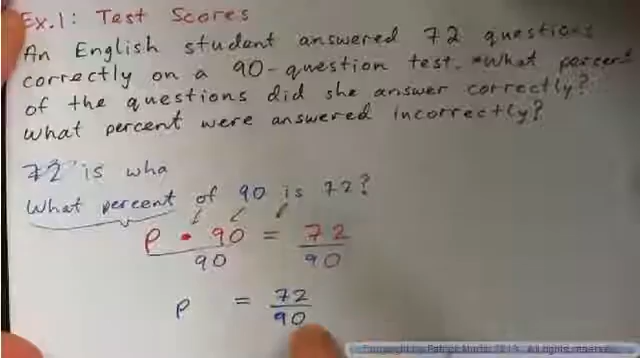 Ex.1: Test Scores
An English student answered 72 questions
correctly on a 90-question test. What percent
of the questions did she answer correctly?
What percent were answered incorrectly?
72 is wha
What percent of 90 is 72?
p • 90 = 72
90 90
p = 72
90